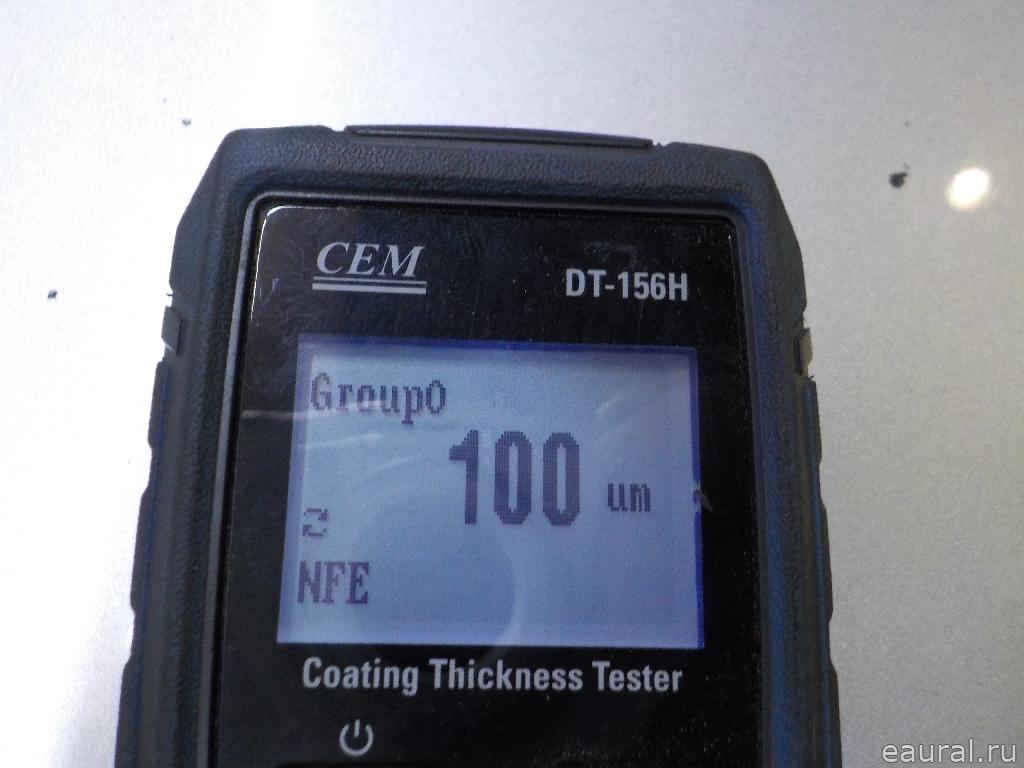 CEM
DT-156H
Group0
100 um
NFE
Coating Thickness Tester
eaural.ru